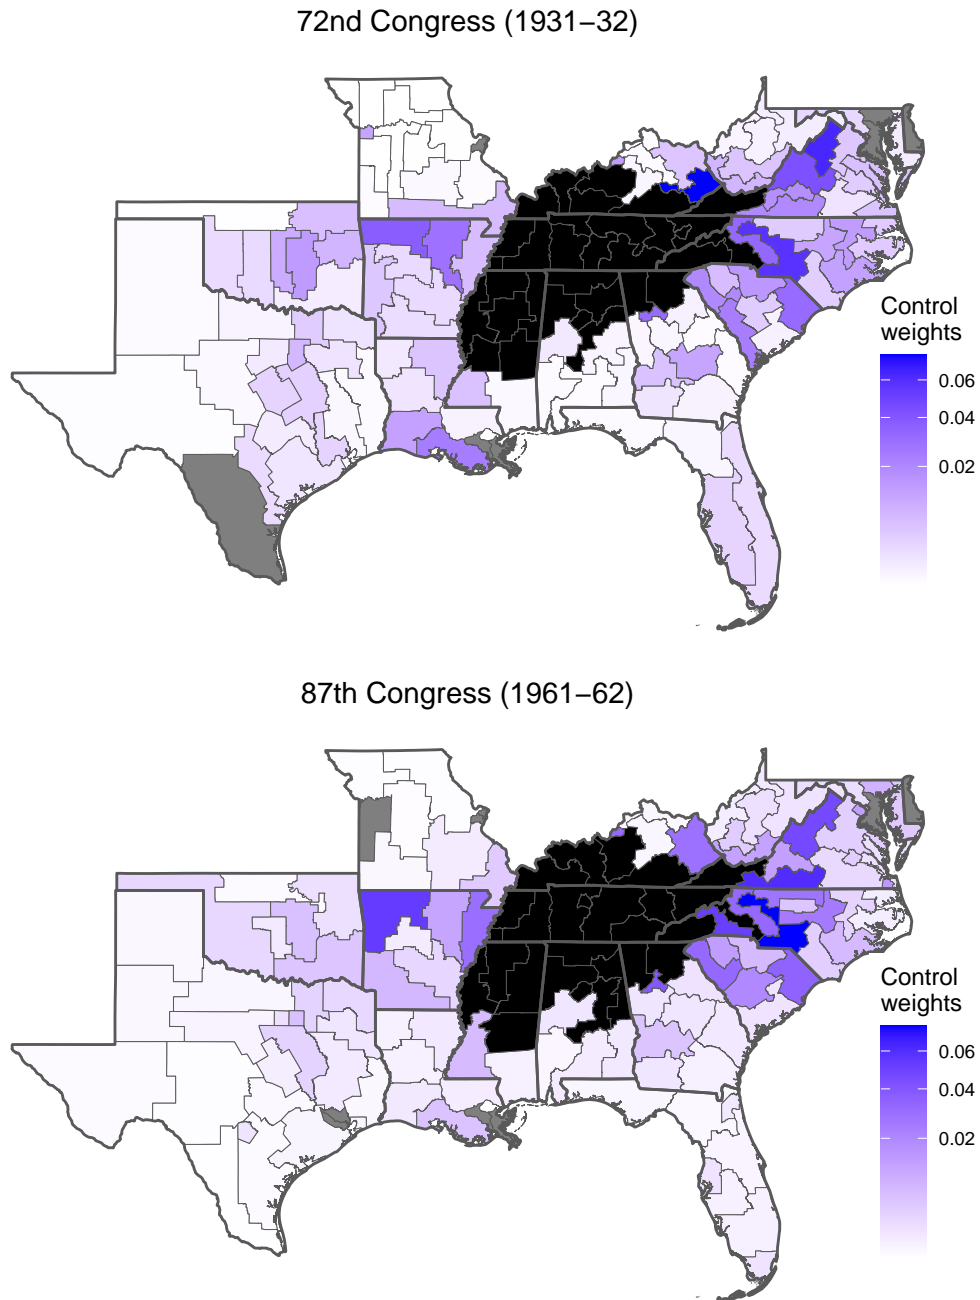 72nd Congress (1931−32)
Control
weights
0.06
0.04
0.02
87th Congress (1961−62)
Control
weights
0.06
0.04
0.02